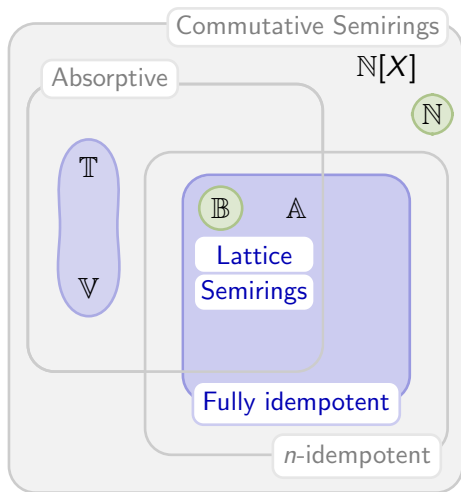 Commutative Semirings
ℕ[X]
Absorptive
ℕ
𝕋
𝔹 𝔸
Lattice
Semirings
𝕍
Fully idempotent
n-idempotent